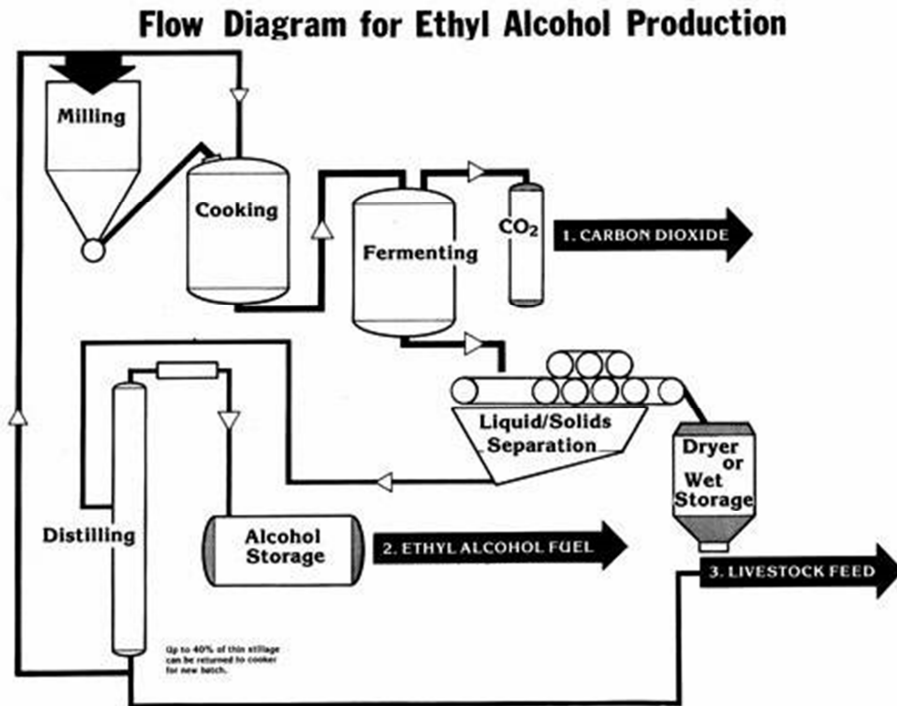 Flow Diagram for Ethyl Alcohol Production
Milling
Cooking
Fermenting
CO₂
1. CARBON DIOXIDE
Liquid/Solids
Separation
Dryer
or
Wet
Storage
Distilling
Alcohol
Storage
2. ETHYL ALCOHOL FUEL
3. LIVESTOCK FEED
Up to 40% of thin stillage
can be returned to cooker
for new batch.